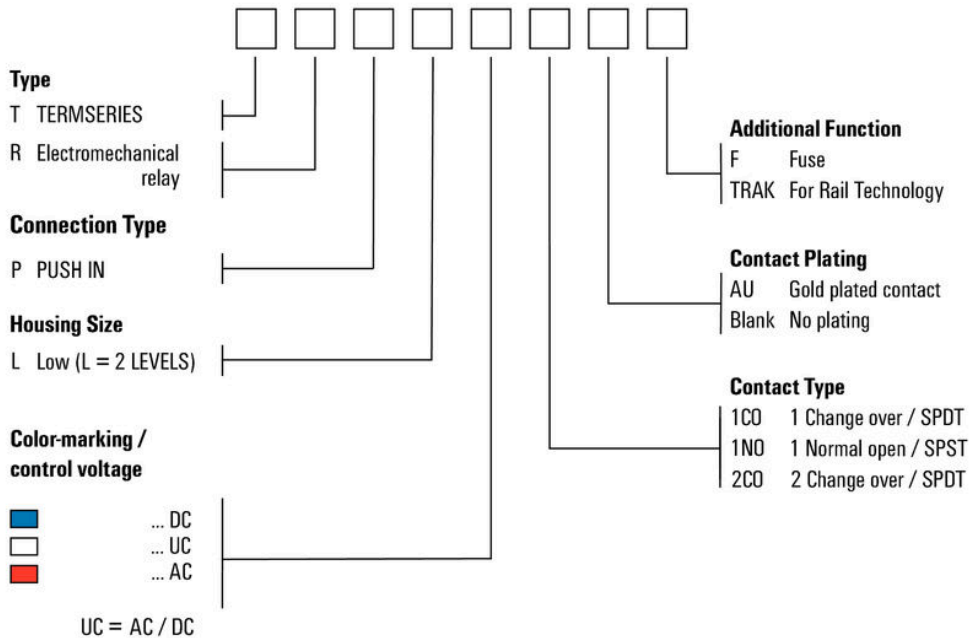 Type
T TERMSERIES
R Electromechanical
relay
Connection Type
P PUSH IN
Housing Size
L Low (L = 2 LEVELS)
Color-marking /
control voltage
... DC
... UC
... AC
UC = AC / DC
Additional Function
F Fuse
TRAK For Rail Technology
Contact Plating
AU Gold plated contact
Blank No plating
Contact Type
1CO 1 Change over / SPDT
1NO 1 Normal open / SPST
2CO 2 Change over / SPDT